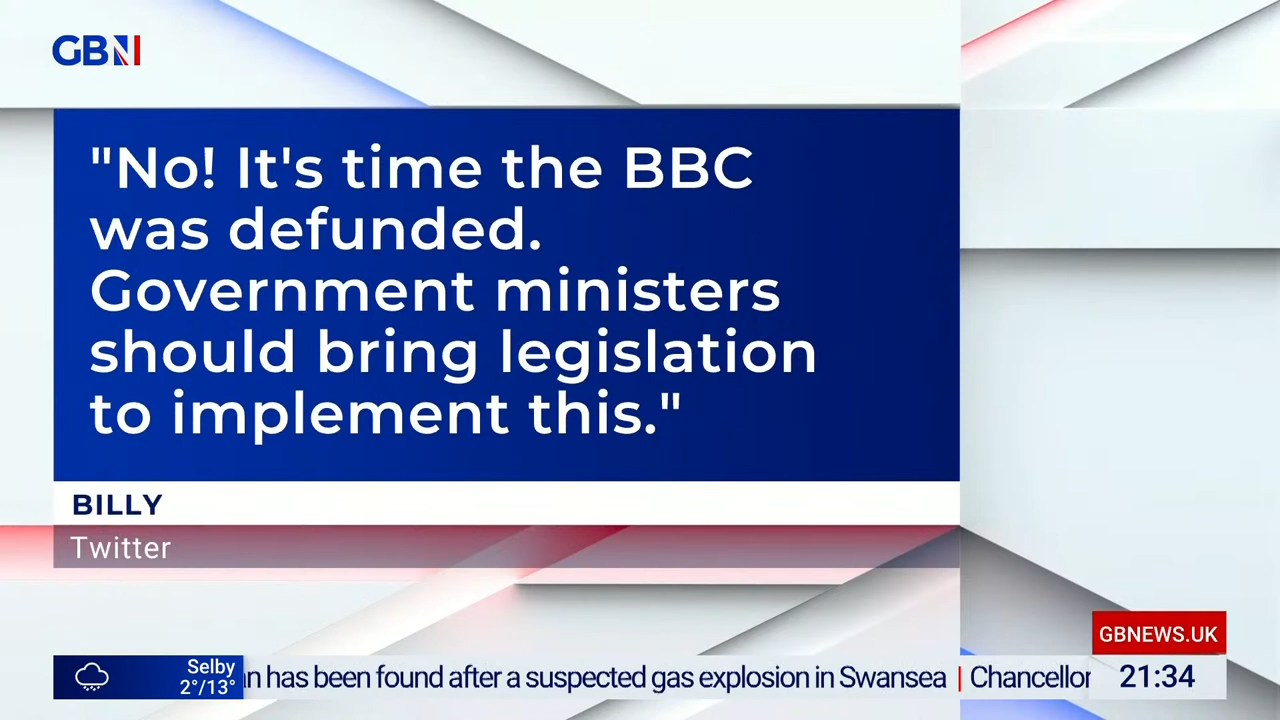 GBN
"No! It's time the BBC
was defunded.
Government ministers
should bring legislation
to implement this."
BILLY
Twitter
GBNEWS.UK
Selby
2°/13°
has been found after a suspected gas explosion in Swansea | Chancellor
21:34